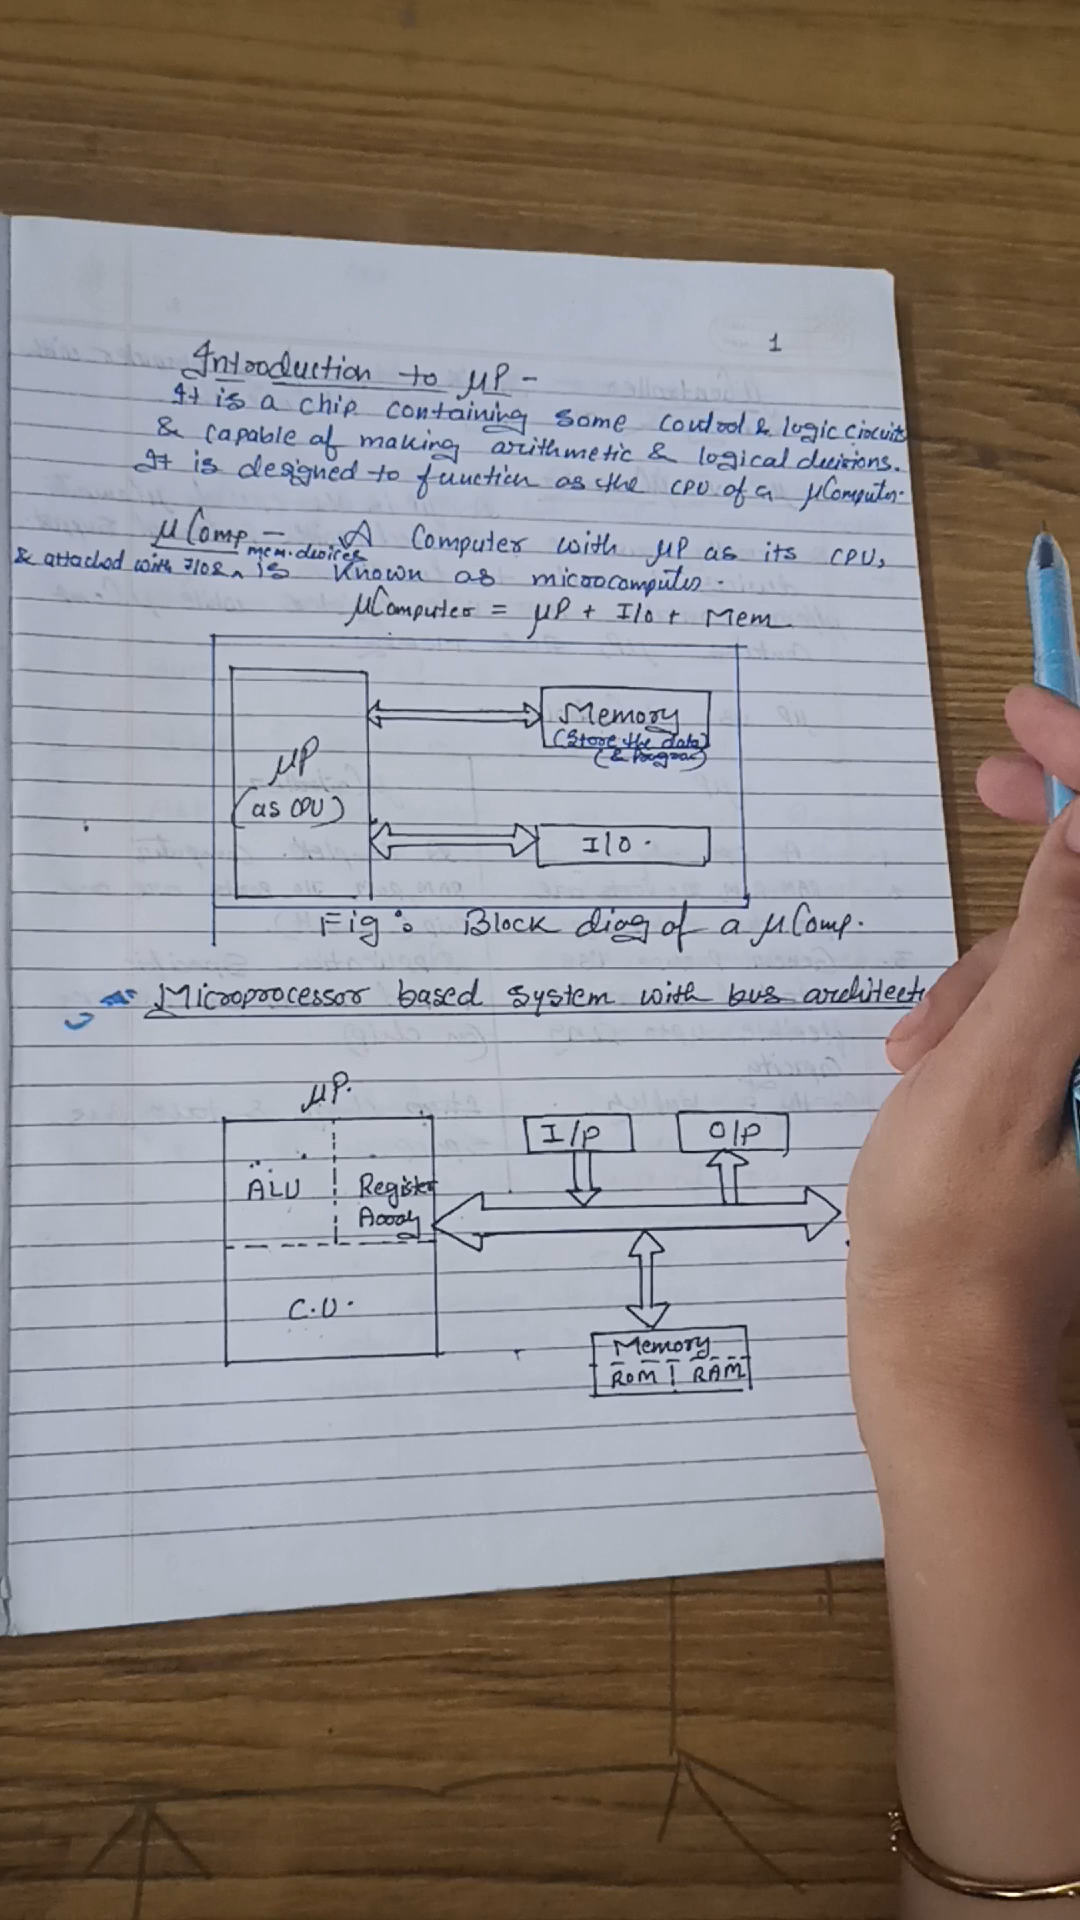 1
Introduction to μP -
It is a chip containing some control & logic circuits
& capable of making arithmetic & logical decisions.
It is designed to function as the CPU of a μComputer.
μComp - A Computer with μP as its CPU,
mem. devices
& attached with I/O & ^ is known as microcomputer.
μComputer = μP + I/O + Mem
μP
(as CPU)
Memory
(Store the data)
(& Program)
I/O.
Fig: Block diag of a μComp.
Microprocessor based system with bus architect
μP.
ALU
Register
Array
C.U.
I/P
O/P
Memory
ROM | RAM